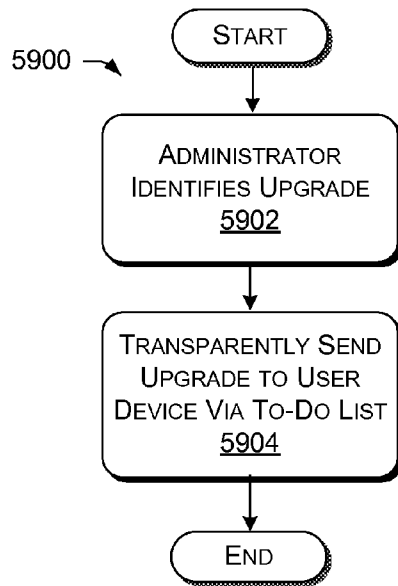 START
5900
ADMINISTRATOR
IDENTIFIES UPGRADE
5902
TRANSPARENTLY SEND
UPGRADE TO USER
DEVICE VIA TO-DO LIST
5904
END